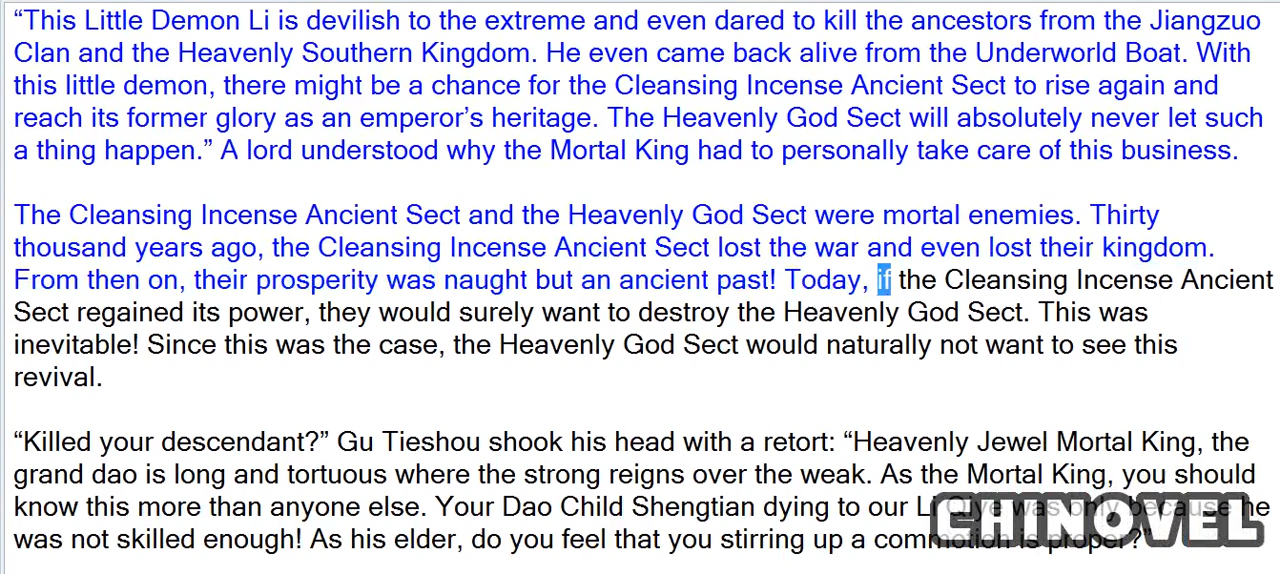 “This Little Demon Li is devilish to the extreme and even dared to kill the ancestors from the Jiangzuo
Clan and the Heavenly Southern Kingdom. He even came back alive from the Underworld Boat. With
this little demon, there might be a chance for the Cleansing Incense Ancient Sect to rise again and
reach its former glory as an emperor’s heritage. The Heavenly God Sect will absolutely never let such
a thing happen.” A lord understood why the Mortal King had to personally take care of this business.
The Cleansing Incense Ancient Sect and the Heavenly God Sect were mortal enemies. Thirty
thousand years ago, the Cleansing Incense Ancient Sect lost the war and even lost their kingdom.
From then on, their prosperity was naught but an ancient past! Today, if the Cleansing Incense Ancient
Sect regained its power, they would surely want to destroy the Heavenly God Sect. This was
inevitable! Since this was the case, the Heavenly God Sect would naturally not want to see this
revival.
“Killed your descendant?” Gu Tieshou shook his head with a retort: “Heavenly Jewel Mortal King, the
grand dao is long and tortuous where the strong reigns over the weak. As the Mortal King, you should
know this more than anyone else. Your Dao Child Shengtian dying to our Li Qiye was only because he
was not skilled enough! As his elder, do you feel that you stirring up a commotion is proper?”
CHINOVEL